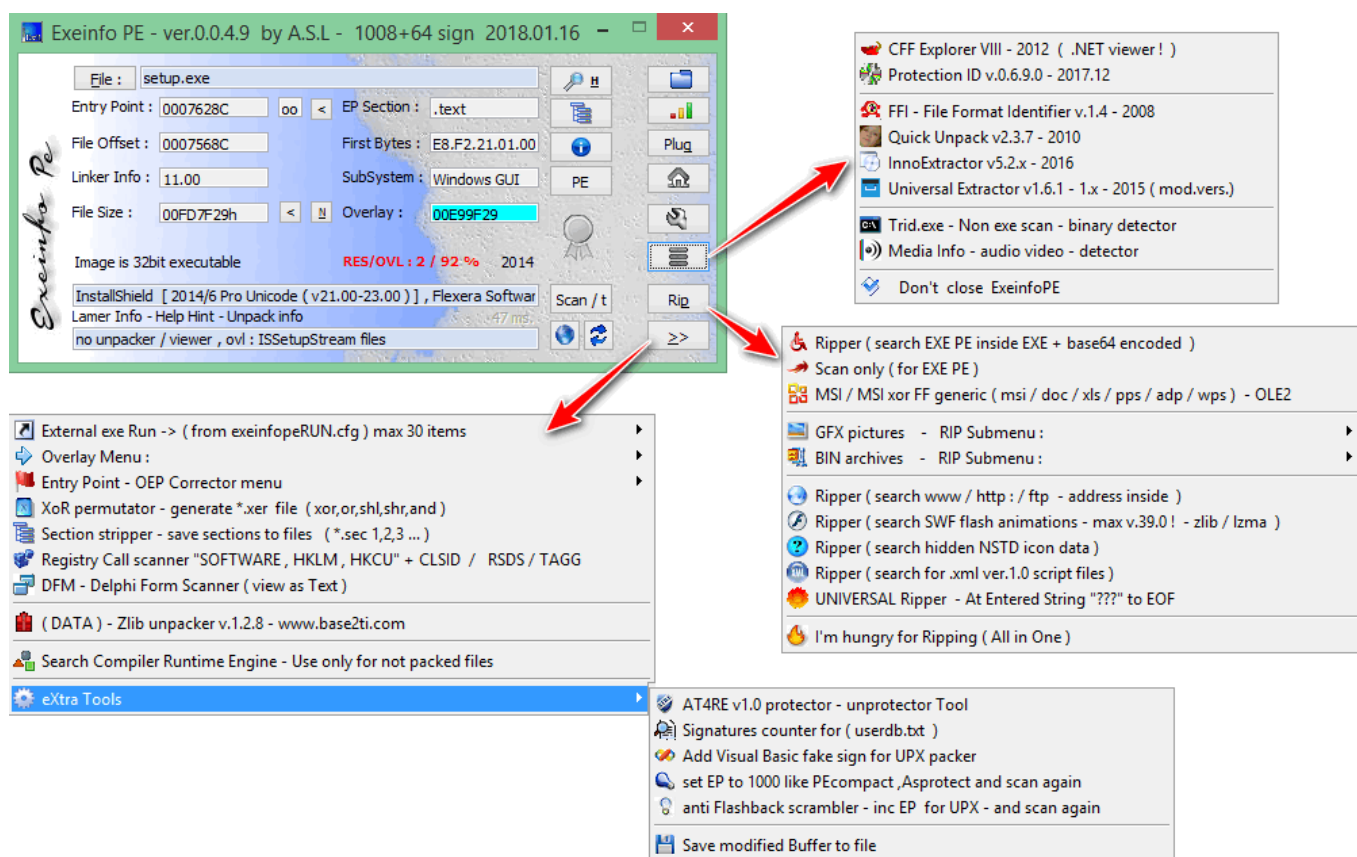 Exeinfo PE - ver.0.0.4.9 by A.S.L - 1008+64 sign 2018.01.16
Exeinfo Pe
File : setup.exe H
Entry Point : 0007628C oo < EP Section : .text
File Offset : 0007568C First Bytes : E8.F2.21.01.00 Plug
Linker Info : 11.00 SubSystem : Windows GUI PE
File Size : 00FD7F29h < N Overlay : 00E99F29
Image is 32bit executable RES/OVL : 2 / 92 % 2014
InstallShield [ 2014/6 Pro Unicode ( v21.00-23.00 ) ] , Flexera Softwar Scan / t Rip
Lamer Info - Help Hint - Unpack info 47 ms.
no unpacker / viewer , ovl : ISSetupStream files >>
CFF Explorer VIII - 2012 ( .NET viewer ! )
Protection ID v.0.6.9.0 - 2017.12
FFI - File Format Identifier v.1.4 - 2008
Quick Unpack v2.3.7 - 2010
InnoExtractor v5.2.x - 2016
Universal Extractor v1.6.1 - 1.x - 2015 ( mod.vers.)
Trid.exe - Non exe scan - binary detector
Media Info - audio video - detector
Don't close ExeinfoPE
Ripper ( search EXE PE inside EXE + base64 encoded )
Scan only ( for EXE PE )
MSI / MSI xor FF generic ( msi / doc / xls / pps / adp / wps ) - OLE2
GFX pictures - RIP Submenu :
BIN archives - RIP Submenu :
Ripper ( search www / http : / ftp - address inside )
Ripper ( search SWF flash animations - max v.39.0 ! - zlib / lzma )
Ripper ( search hidden NSTD icon data )
Ripper ( search for .xml ver.1.0 script files )
UNIVERSAL Ripper - At Entered String "???" to EOF
I'm hungry for Ripping ( All in One )
External exe Run -> ( from exeinfopeRUN.cfg ) max 30 items
Overlay Menu :
Entry Point - OEP Corrector menu
XoR permutator - generate *.xer file ( xor,or,shl,shr,and )
Section stripper - save sections to files ( *.sec 1,2,3 ... )
Registry Call scanner "SOFTWARE , HKLM , HKCU" + CLSID / RSDS / TAGG
DFM - Delphi Form Scanner ( view as Text )
( DATA ) - Zlib unpacker v.1.2.8 - www.base2ti.com
Search Compiler Runtime Engine - Use only for not packed files
eXtra Tools
AT4RE v1.0 protector - unprotector Tool
Signatures counter for ( userdb.txt )
Add Visual Basic fake sign for UPX packer
set EP to 1000 like PEcompact ,Asprotect and scan again
anti Flashback scrambler - inc EP for UPX - and scan again
Save modified Buffer to file